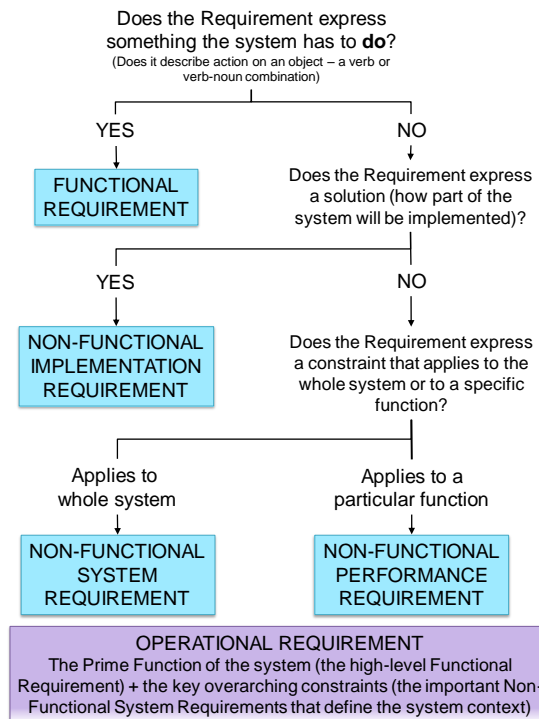 Does the Requirement express
something the system has to do?
(Does it describe action on an object – a verb or
verb-noun combination)
YES
NO
FUNCTIONAL
REQUIREMENT
Does the Requirement express
a solution (how part of the
system will be implemented)?
YES
NO
NON-FUNCTIONAL
IMPLEMENTATION
REQUIREMENT
Does the Requirement express
a constraint that applies to the
whole system or to a specific
function?
Applies to
whole system
Applies to a
particular function
NON-FUNCTIONAL
SYSTEM
REQUIREMENT
NON-FUNCTIONAL
PERFORMANCE
REQUIREMENT
OPERATIONAL REQUIREMENT
The Prime Function of the system (the high-level Functional
Requirement) + the key overarching constraints (the important Non-
Functional System Requirements that define the system context)